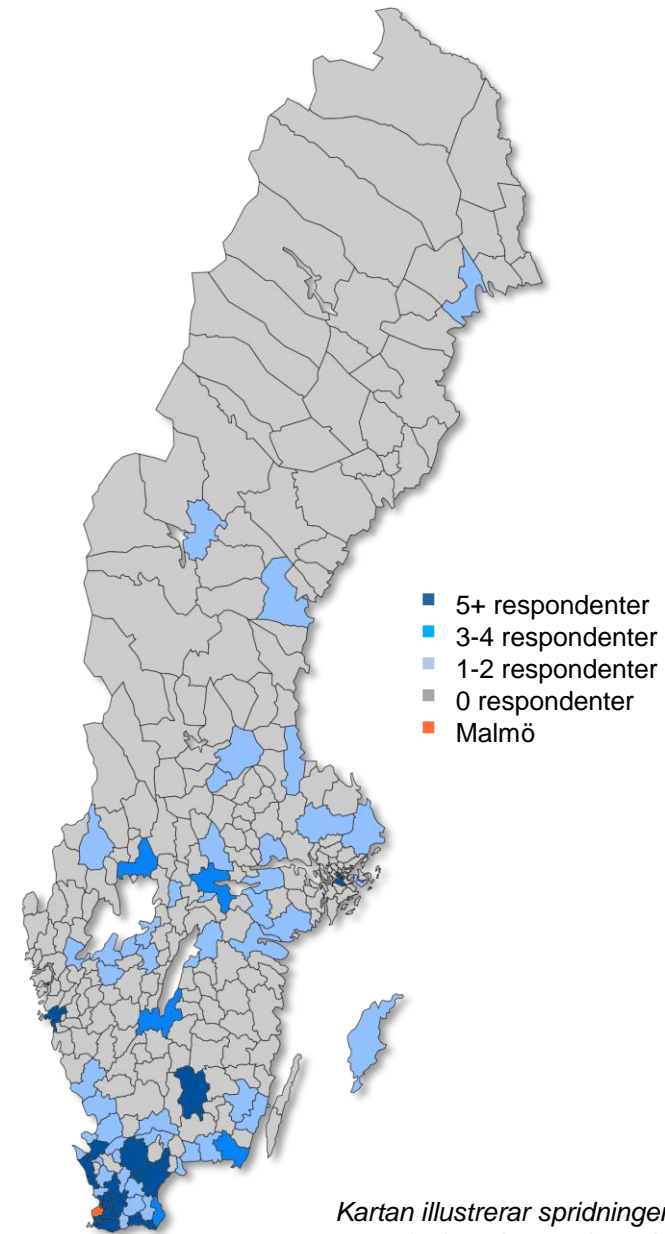 5+ respondenter
3-4 respondenter
1-2 respondenter
0 respondenter
Malmö
Kartan illustrerar spridningen